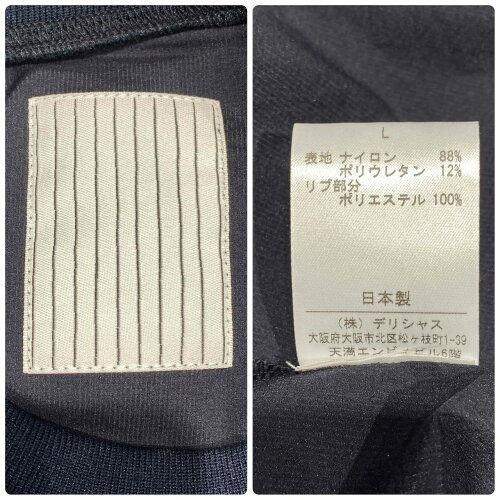 L
表地 ナイロン 88%
ポリウレタン 12%
リブ部分
ポリエステル 100%
日本製
(株) デリシャス
大阪府大阪市北区松ヶ枝町1-39
天満エンビイビル6階